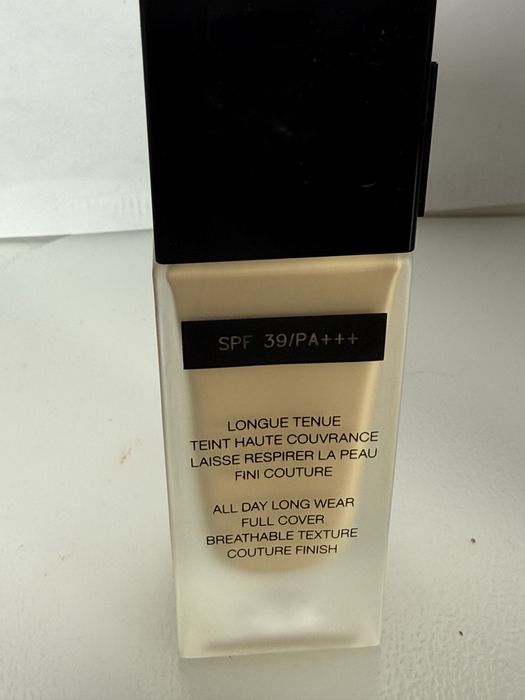 SPF 39/PA+++
LONGUE TENUE
TEINT HAUTE COUVRANCE
LAISSE RESPIRER LA PEAU
FINI COUTURE
ALL DAY LONG WEAR
FULL COVER
BREATHABLE TEXTURE
COUTURE FINISH